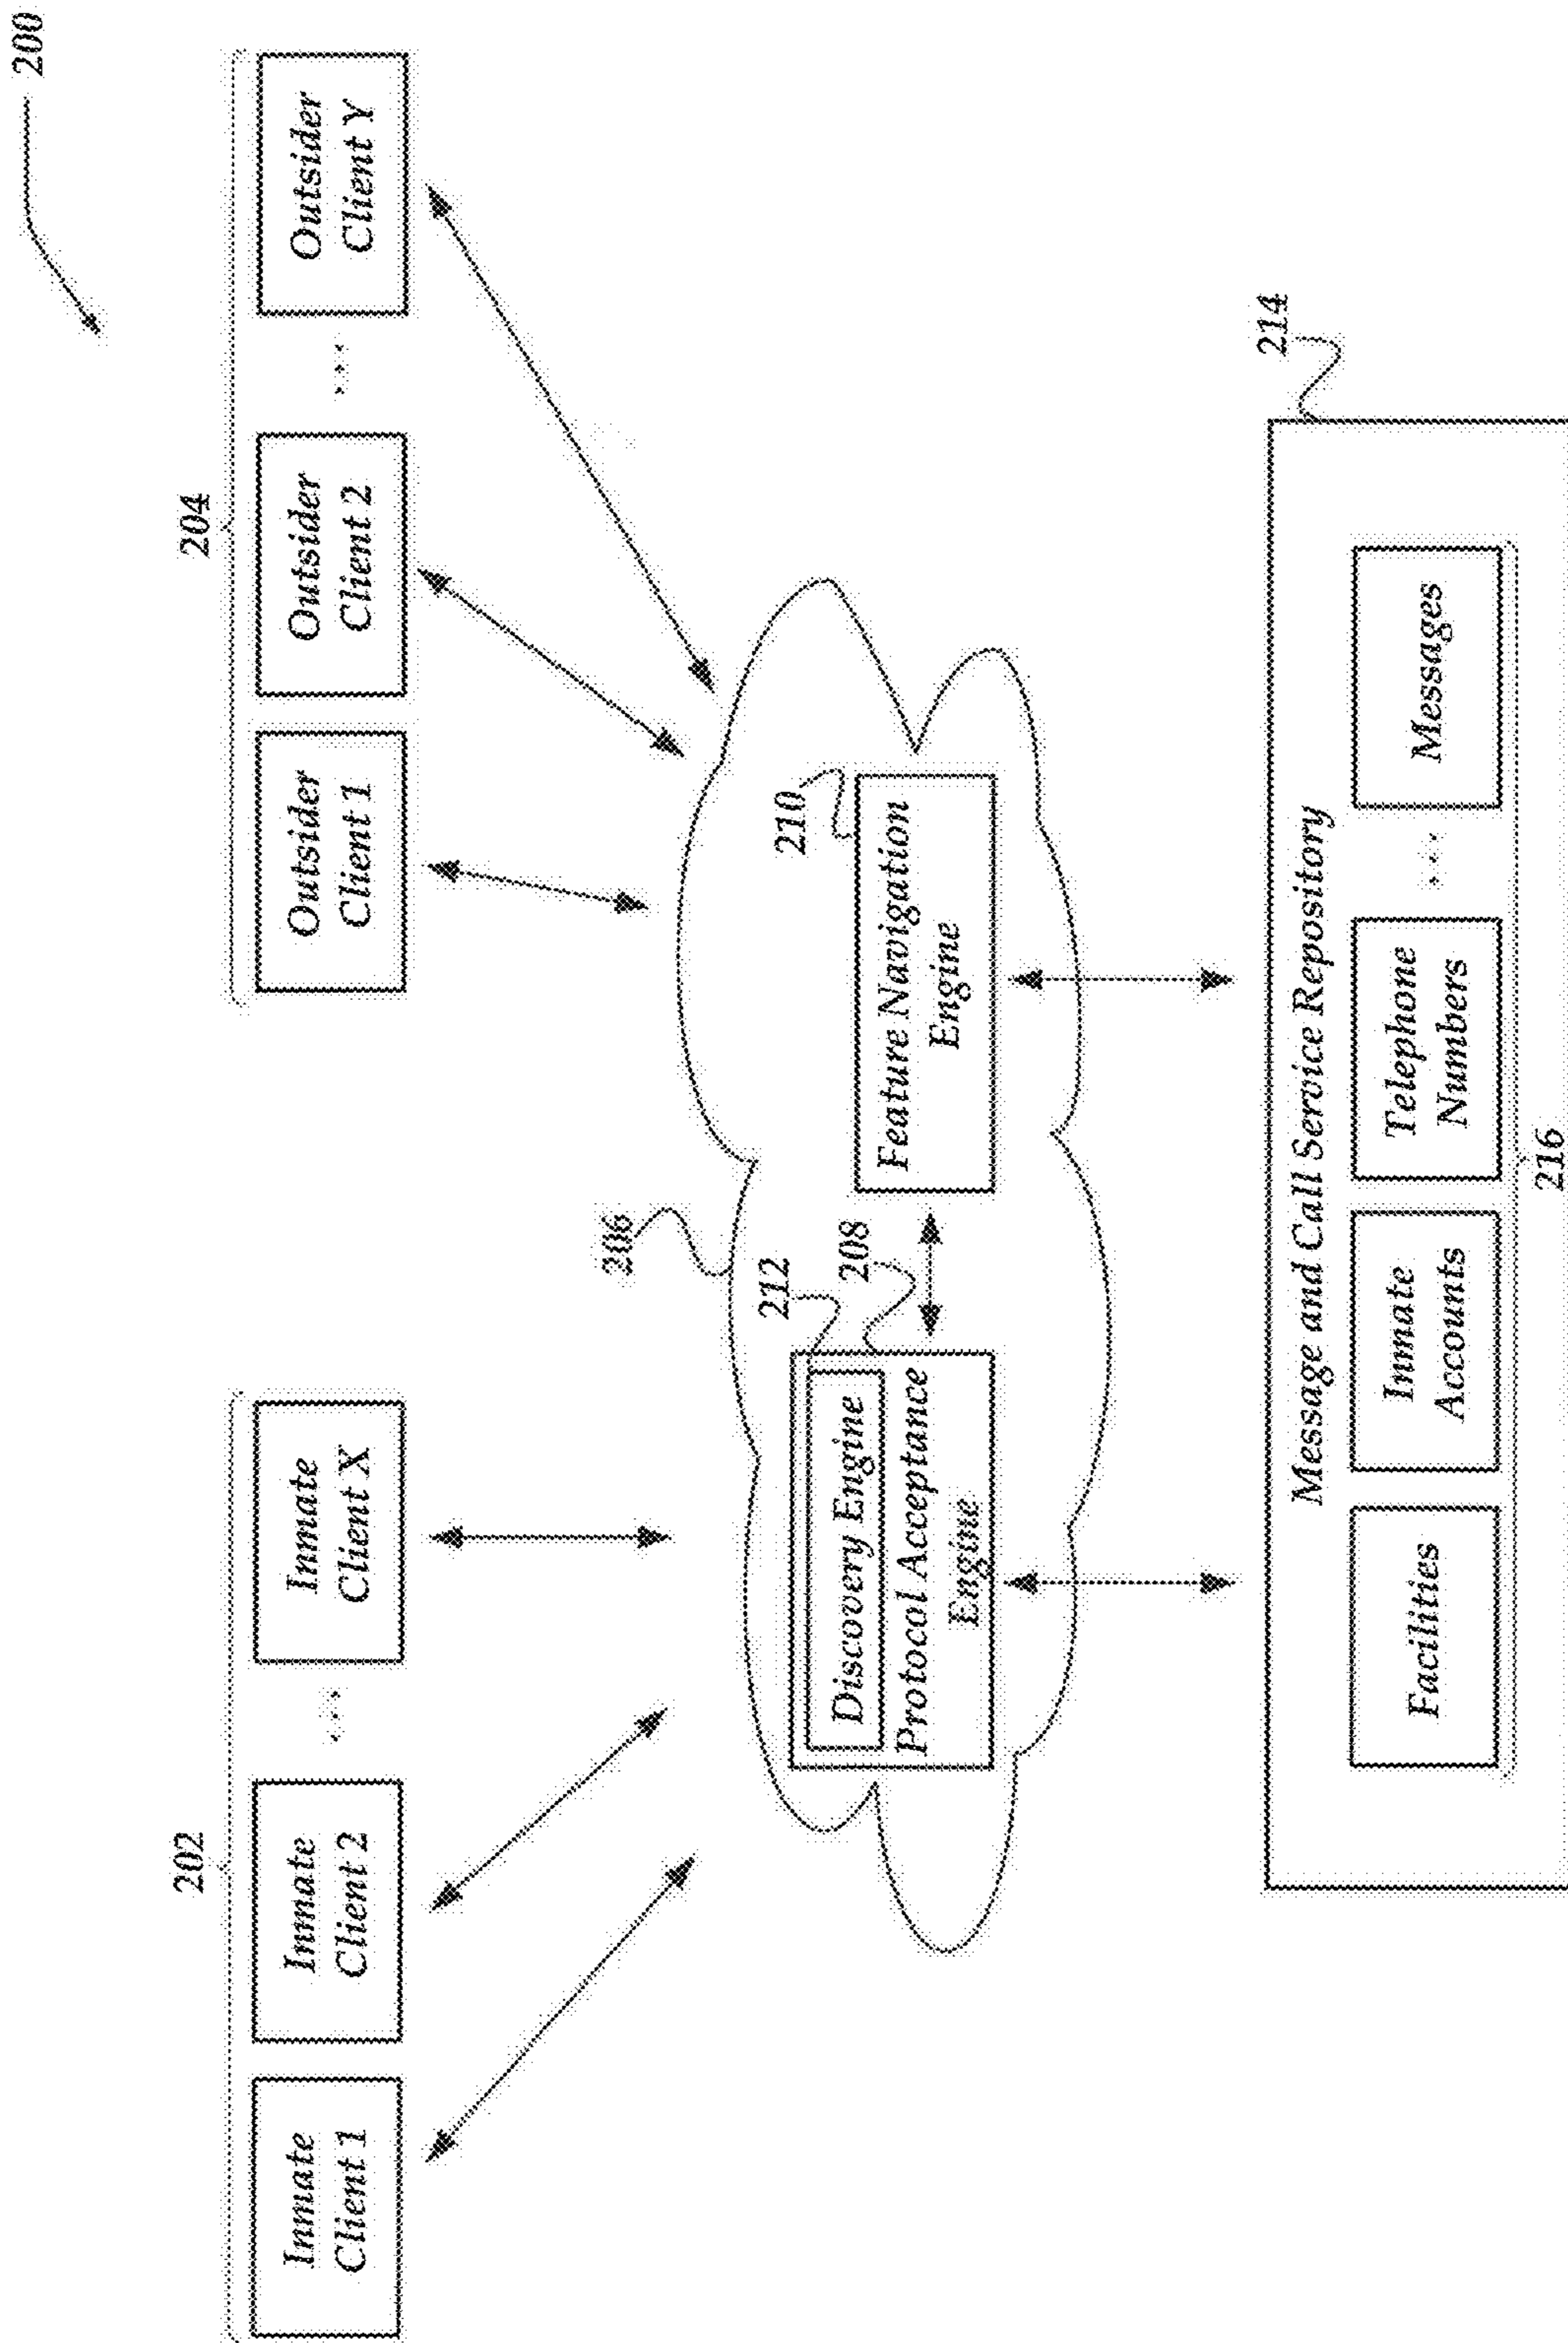 200
202
204
Inmate
Client 1
Inmate
Client 2
...
Inmate
Client X
Outsider
Client 1
Outsider
Client 2
...
Outsider
Client Y
206
212
208
210
Discovery Engine
Protocol Acceptance
Engine
Feature Navigation
Engine
214
Message and Call Service Repository
Facilities
Inmate
Accounts
Telephone
Numbers
...
Messages
216